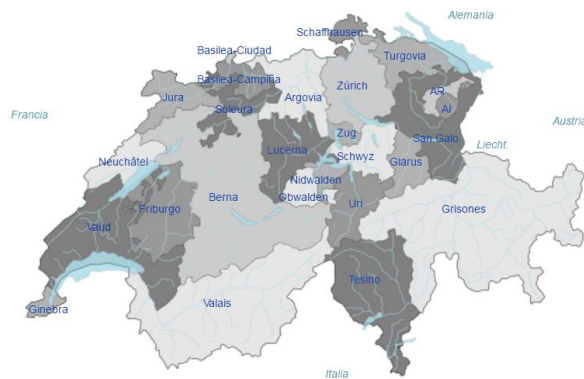 Alemania
Schaffhausen
Basilea-Ciudad
Turgovia
Basilea-Campiña
Zúrich
AR
Jura
Argovia
AI
Soleura
Francia
Austria
Zug
San Galo
Liecht.
Lucerna
Schwyz
Neuchâtel
Glarus
Nidwalden
Berna
Obwalden
Uri
Grisones
Friburgo
Vaud
Tesino
Valais
Ginebra
Italia